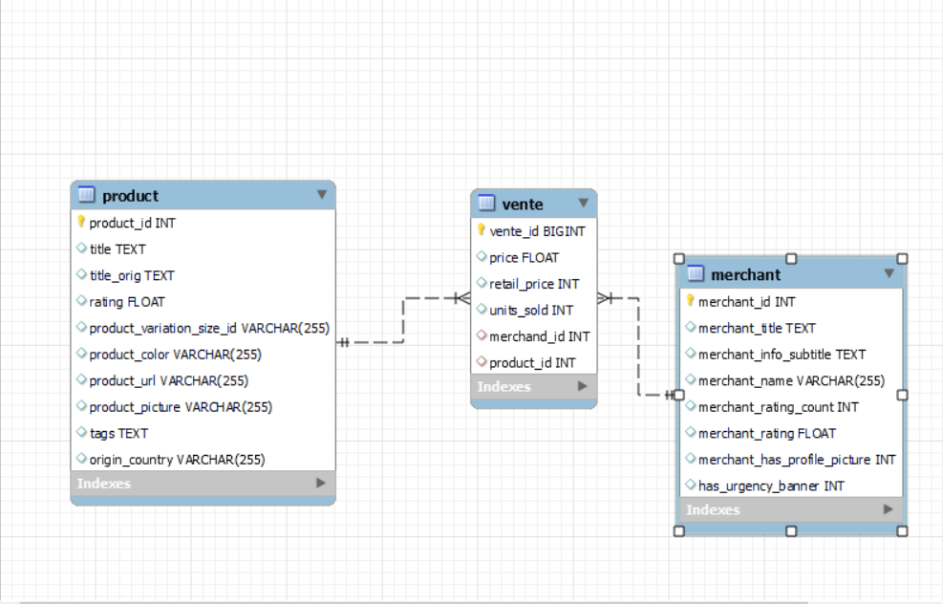 product
product_id INT
title TEXT
title_orig TEXT
rating FLOAT
product_variation_size_id VARCHAR(255)
product_color VARCHAR(255)
product_url VARCHAR(255)
product_picture VARCHAR(255)
tags TEXT
origin_country VARCHAR(255)
Indexes
vente
vente_id BIGINT
price FLOAT
retail_price INT
units_sold INT
merchand_id INT
product_id INT
Indexes
merchant
merchant_id INT
merchant_title TEXT
merchant_info_subtitle TEXT
merchant_name VARCHAR(255)
merchant_rating_count INT
merchant_rating FLOAT
merchant_has_profile_picture INT
has_urgency_banner INT
Indexes